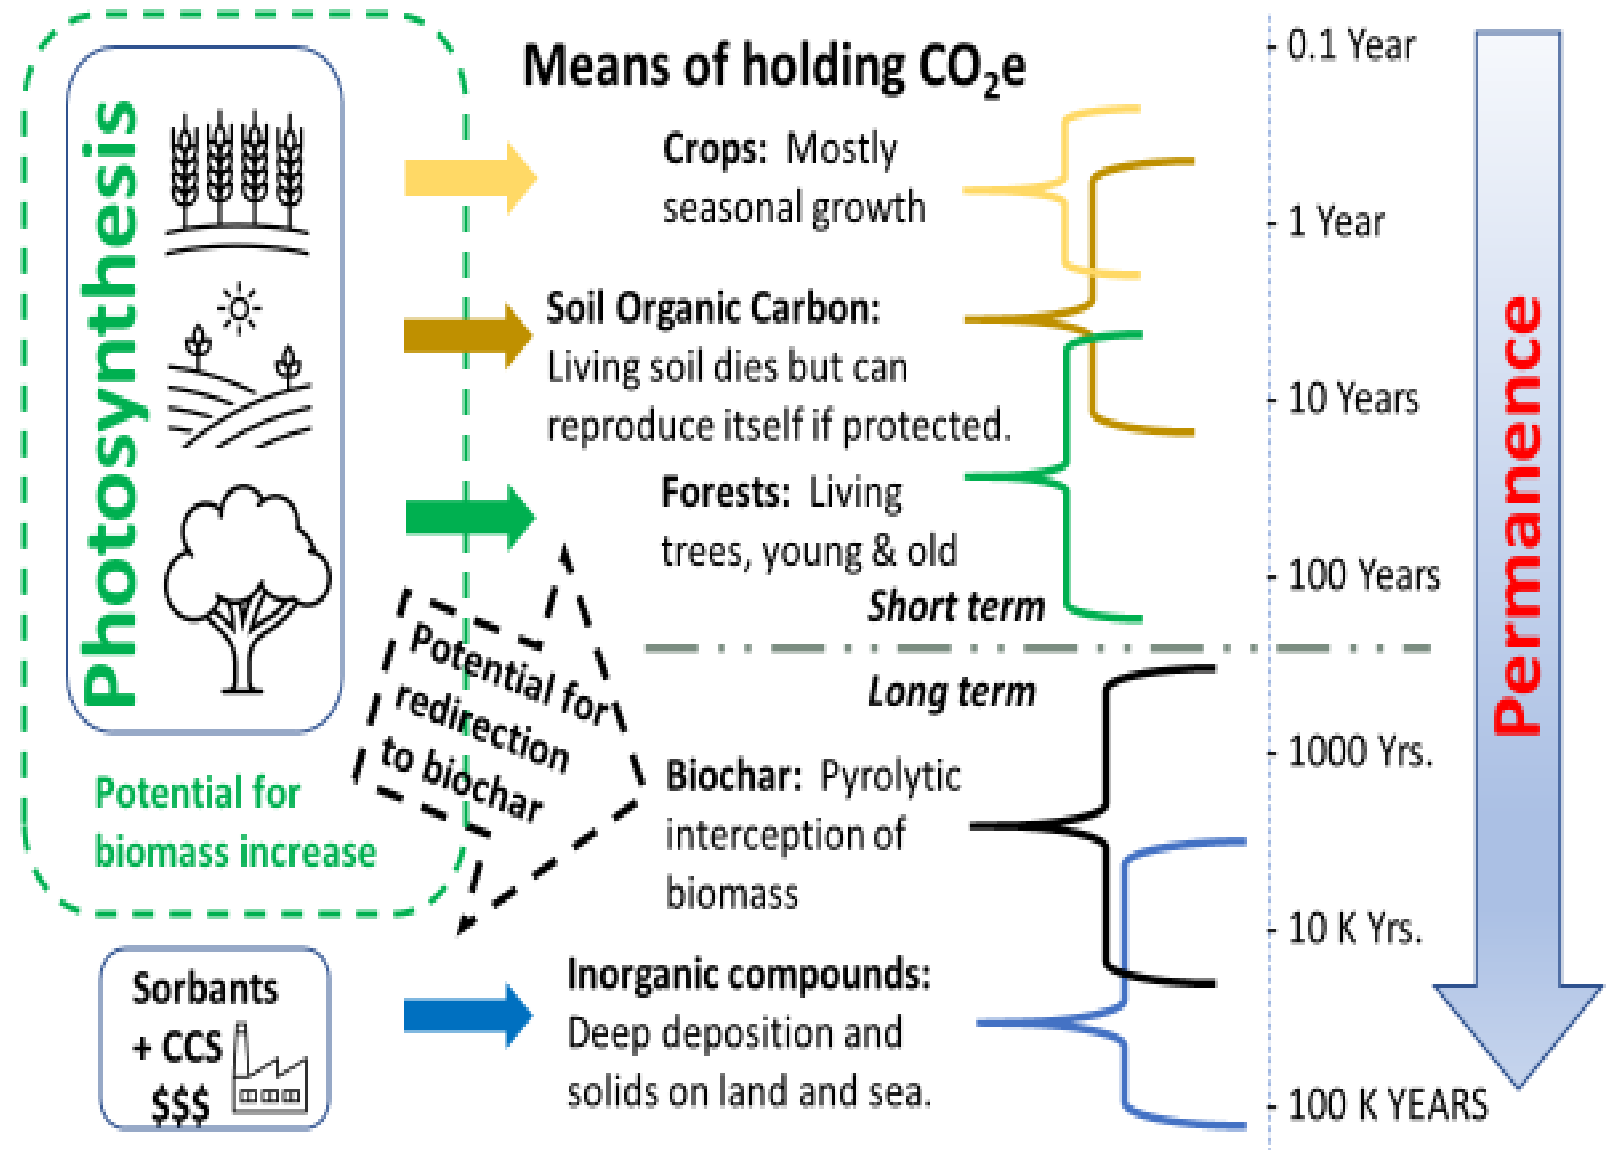 Means of holding CO₂e
Photosynthesis
Crops: Mostly
seasonal growth
Soil Organic Carbon:
Living soil dies but can
reproduce itself if protected.
Forests: Living
trees, young & old
Short term
Long term
Potential for
redirection
to biochar
Biochar: Pyrolytic
interception of
biomass
Potential for
biomass increase
Sorbants
+ CCS
$$$
Inorganic compounds:
Deep deposition and
solids on land and sea.
- 0.1 Year
- 1 Year
- 10 Years
- 100 Years
- 1000 Yrs.
- 10 K Yrs.
- 100 K YEARS
Permanence